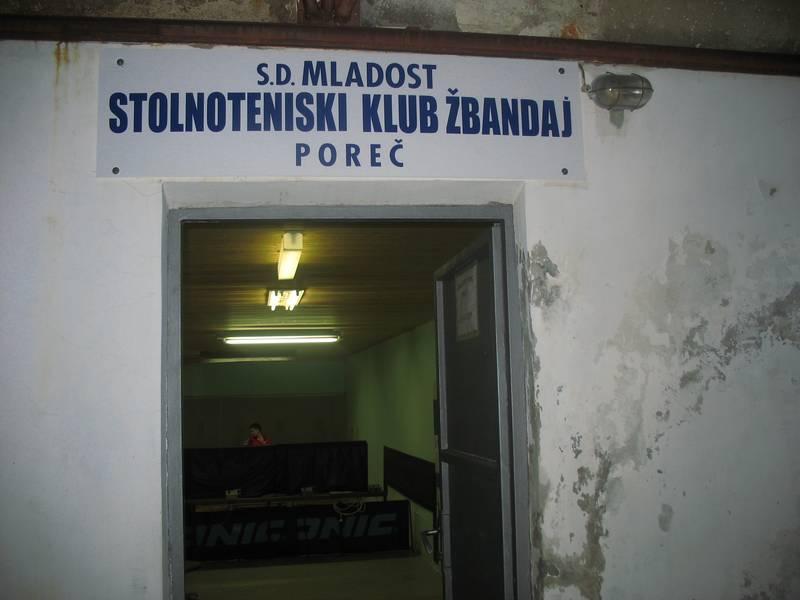 S.D. MLADOST
STOLNOTENISKI KLUB ŽBANDAJ
POREČ